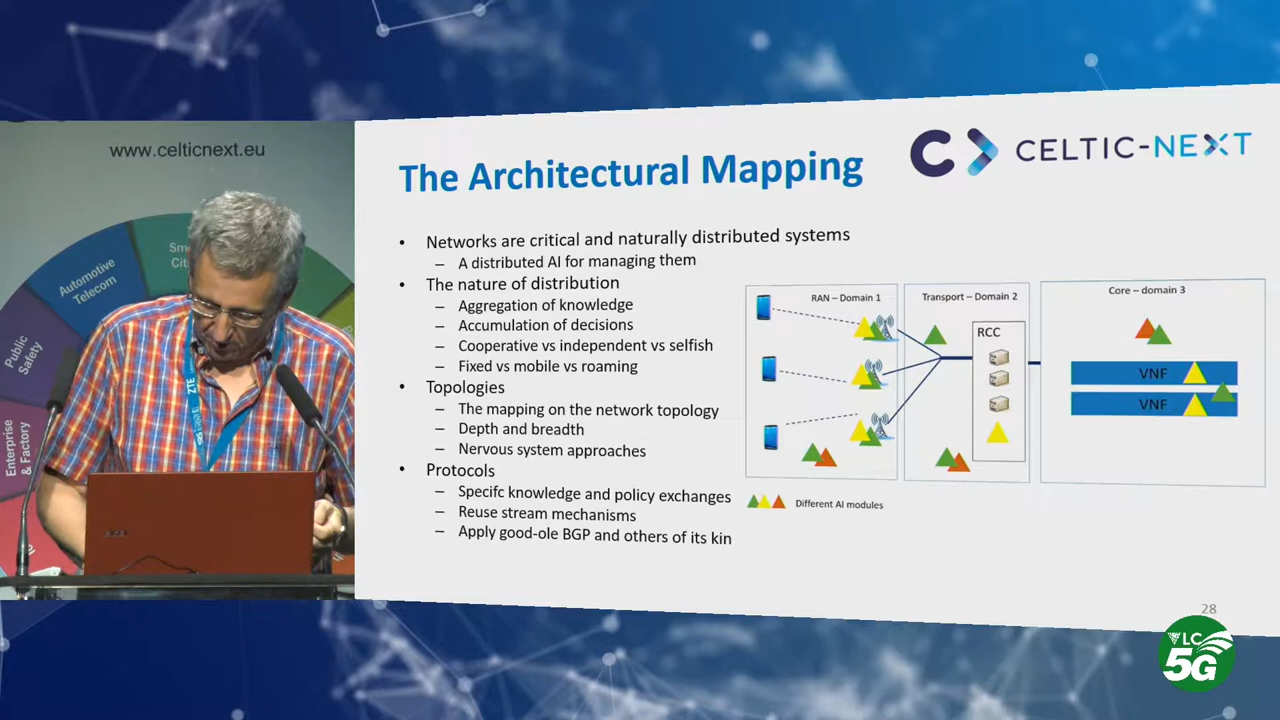 www.celticnext.eu
Automotive
Telecom
Public
Safety
Enterprise
& Factory
ZTE
acer
The Architectural Mapping
CELTIC-NEXT
• Networks are critical and naturally distributed systems
– A distributed AI for managing them
• The nature of distribution
– Aggregation of knowledge
– Accumulation of decisions
– Cooperative vs independent vs selfish
– Fixed vs mobile vs roaming
• Topologies
– The mapping on the network topology
– Depth and breadth
– Nervous system approaches
• Protocols
– Specifc knowledge and policy exchanges
– Reuse stream mechanisms
– Apply good-ole BGP and others of its kin
RAN – Domain 1
Transport – Domain 2
Core – domain 3
RCC
VNF
VNF
Different AI modules
28
VLC
5G